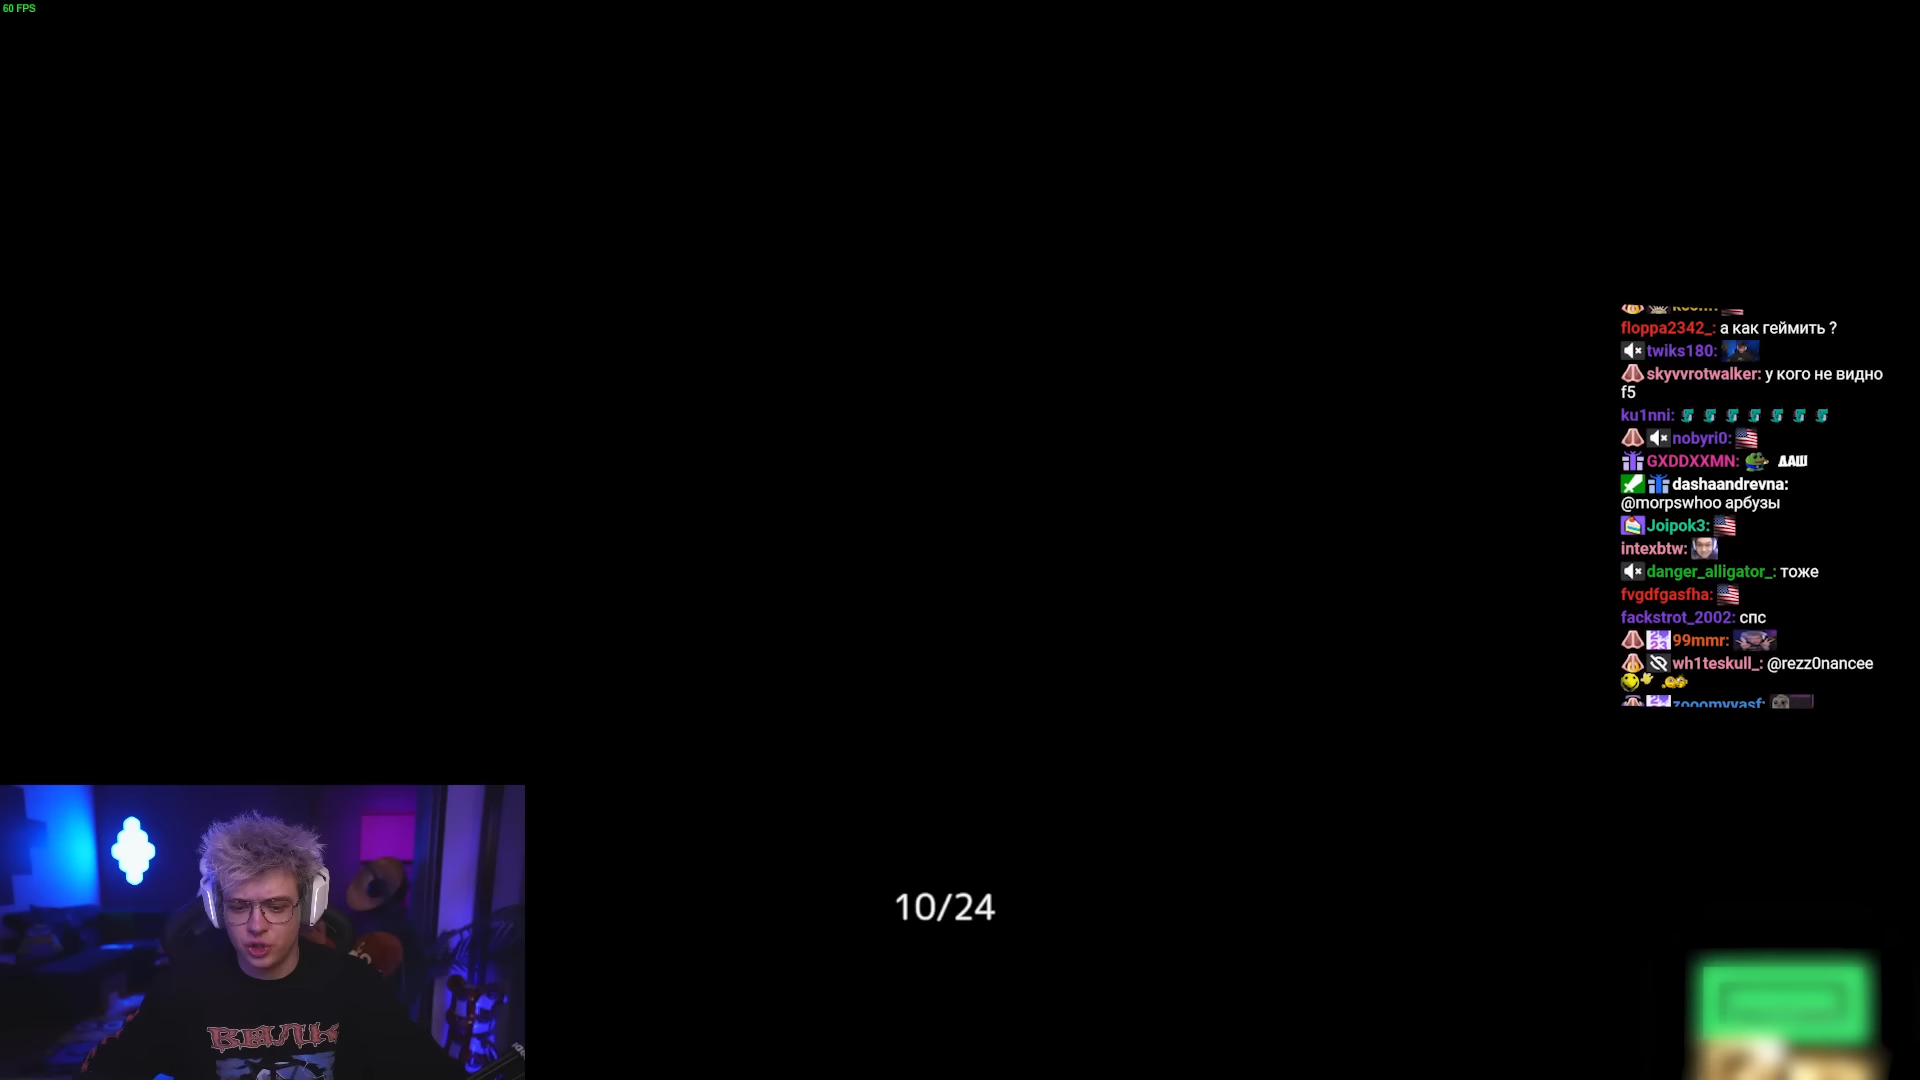 60 FPS
floppa2342_: а как геймить ?
twiks180:
skyvvrotwalker: у кого не видно
f5
ku1nni:
nobyri0:
GXDDXXMN: ДАШ
dashaandrevna:
@morpswhoo арбузы
Joipok3:
intexbtw:
danger_alligator_: тоже
fvgdfgasfha:
fackstrot_2002: спс
99mmr:
wh1teskull_: @rezz0nancee
zooomyyasf:
10/24